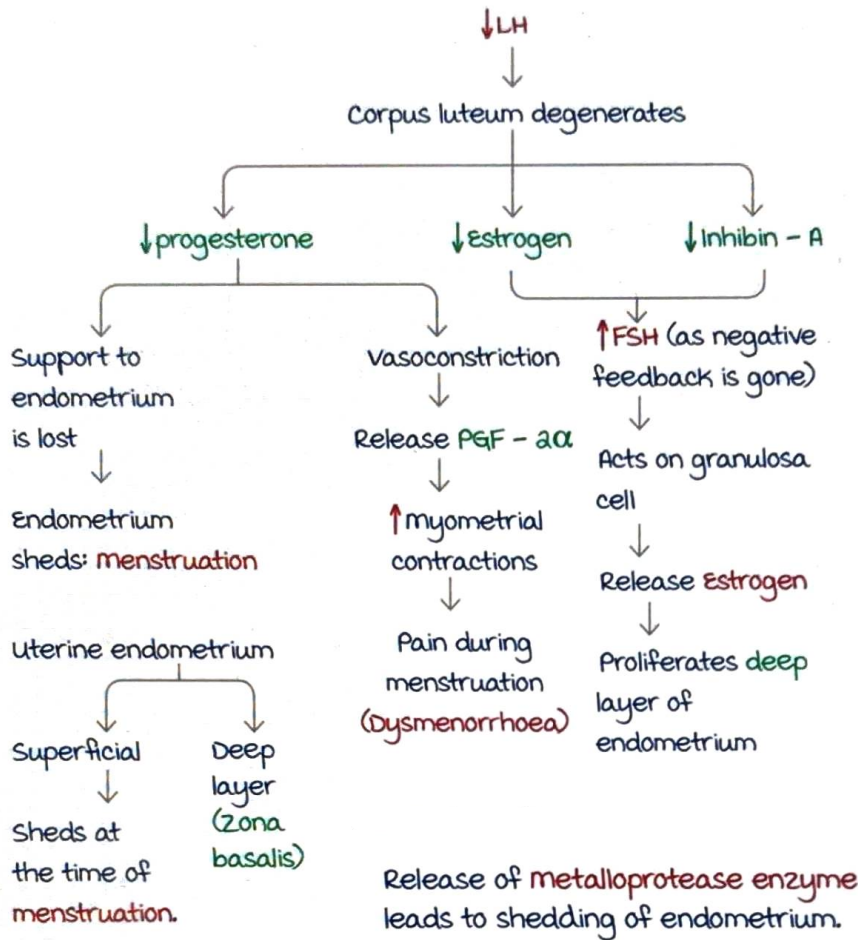 ↓LH
Corpus luteum degenerates
↓progesterone
↓Estrogen
↓Inhibin - A
Support to
endometrium
is lost
Endometrium
sheds: menstruation
Vasoconstriction
Release PGF - 2α
↑myometrial
contractions
Pain during
menstruation
(Dysmenorrhoea)
↑FSH (as negative
feedback is gone)
Acts on granulosa
cell
Release Estrogen
Proliferates deep
layer of
endometrium
Uterine endometrium
Superficial
Sheds at
the time of
menstruation.
Deep
layer
(Zona
basalis)
Release of metalloprotease enzyme
leads to shedding of endometrium.